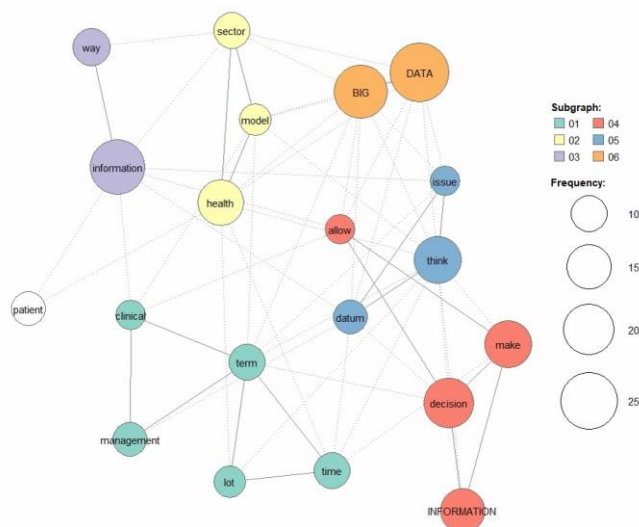 sector
way
DATA
BIG
model
information
issue
health
allow
think
patient
clinical
datum
make
term
decision
management
time
lot
INFORMATION
Subgraph:
01 04
02 05
03 06
Frequency:
10
15
20
25